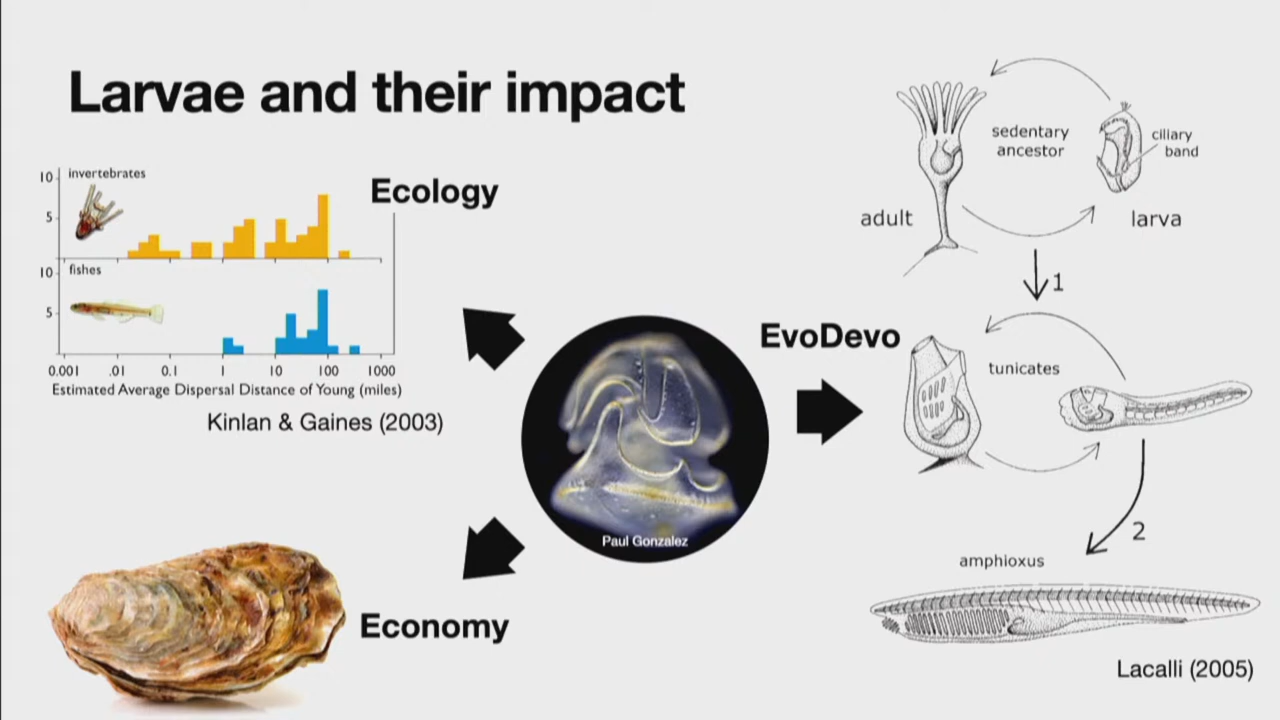 Larvae and their impact
Ecology
10
invertebrates
5
10
fishes
5
0.001 .01 0.1 1 10 100 1000
Estimated Average Dispersal Distance of Young (miles)
Kinlan & Gaines (2003)
Paul Gonzalez
Economy
EvoDevo
sedentary
ancestor
ciliary
band
adult
larva
1
tunicates
2
amphioxus
Lacalli (2005)